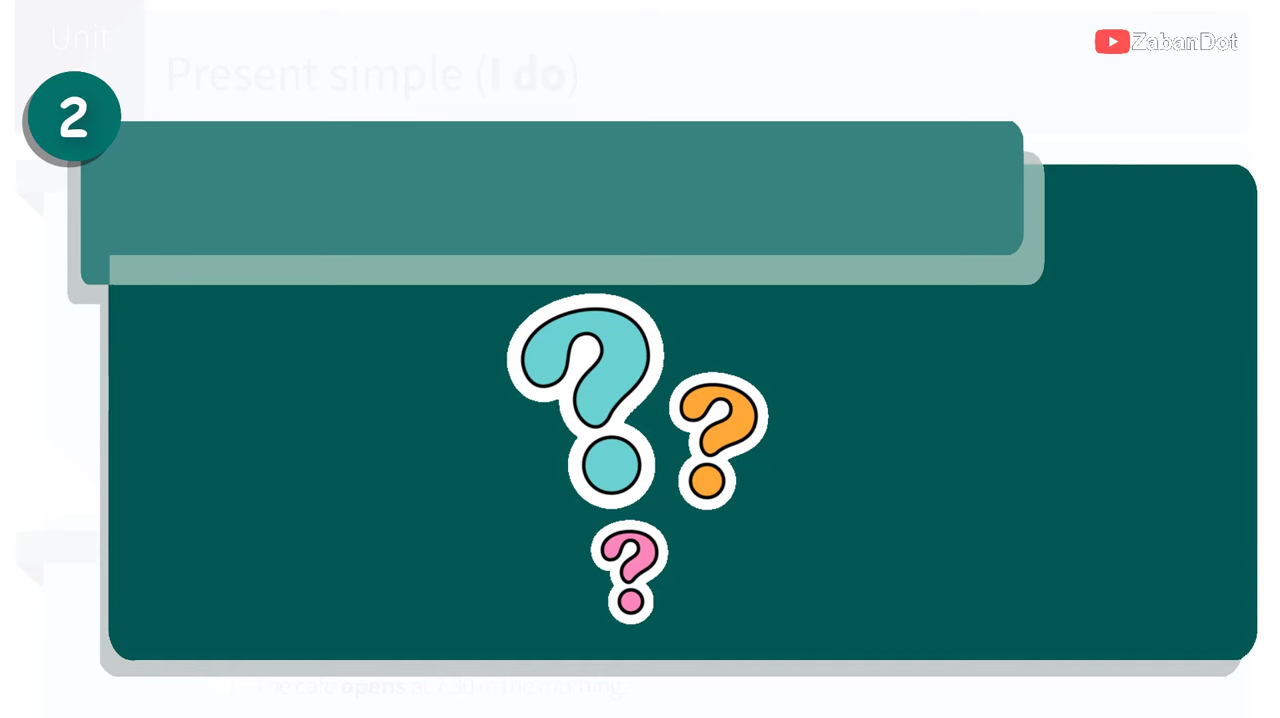 Unit
ZabanDot
Present simple (I do)
2
The cafe opens at 7.30 in the morning.